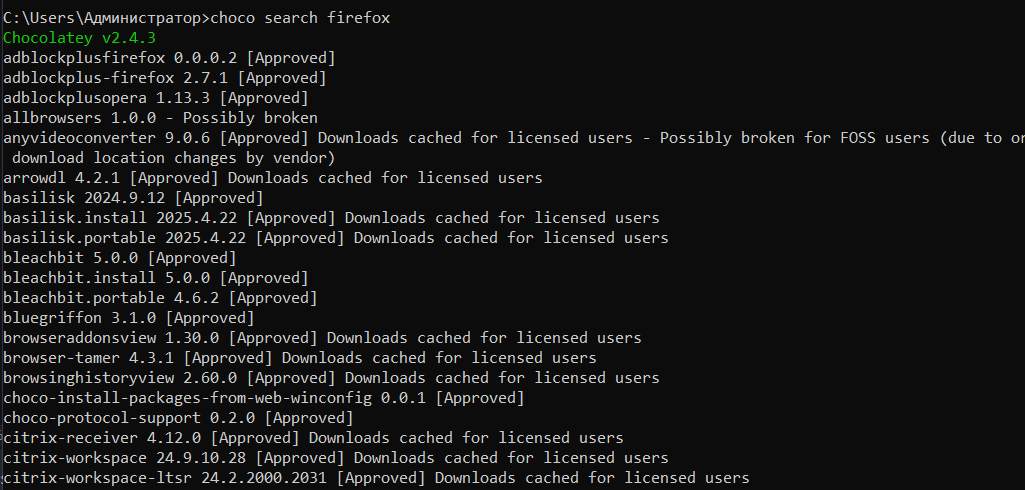 C:\Users\Администратор>choco search firefox
Chocolatey v2.4.3
adblockplusfirefox 0.0.0.2 [Approved]
adblockplus-firefox 2.7.1 [Approved]
adblockplusopera 1.13.3 [Approved]
allbrowsers 1.0.0 - Possibly broken
anyvideoconverter 9.0.6 [Approved] Downloads cached for licensed users - Possibly broken for FOSS users (due to or
download location changes by vendor)
arrowdl 4.2.1 [Approved] Downloads cached for licensed users
basilisk 2024.9.12 [Approved]
basilisk.install 2025.4.22 [Approved] Downloads cached for licensed users
basilisk.portable 2025.4.22 [Approved] Downloads cached for licensed users
bleachbit 5.0.0 [Approved]
bleachbit.install 5.0.0 [Approved]
bleachbit.portable 4.6.2 [Approved]
bluegriffon 3.1.0 [Approved]
browseraddonsview 1.30.0 [Approved] Downloads cached for licensed users
browser-tamer 4.3.1 [Approved] Downloads cached for licensed users
browsinghistoryview 2.60.0 [Approved] Downloads cached for licensed users
choco-install-packages-from-web-winconfig 0.0.1 [Approved]
choco-protocol-support 0.2.0 [Approved]
citrix-receiver 4.12.0 [Approved] Downloads cached for licensed users
citrix-workspace 24.9.10.28 [Approved] Downloads cached for licensed users
citrix-workspace-ltsr 24.2.2000.2031 [Approved] Downloads cached for licensed users